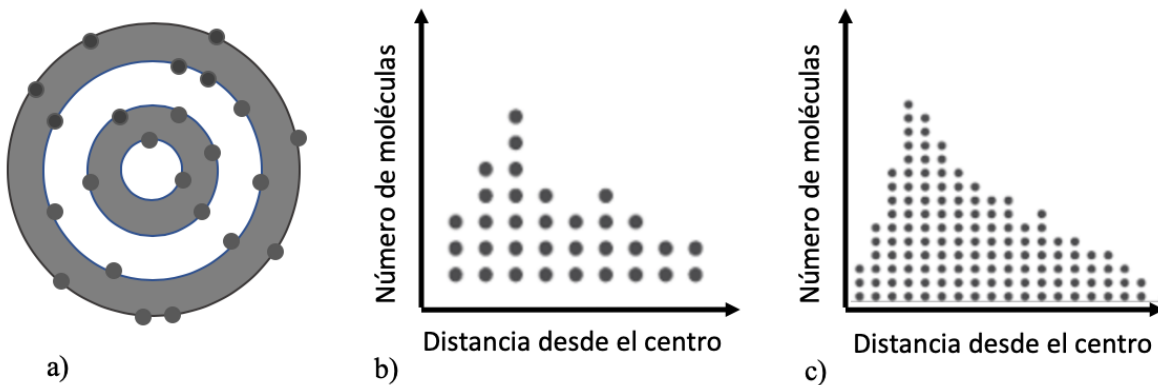 a)
Número de moléculas
Distancia desde el centro
b)
Número de moléculas
Distancia desde el centro
c)